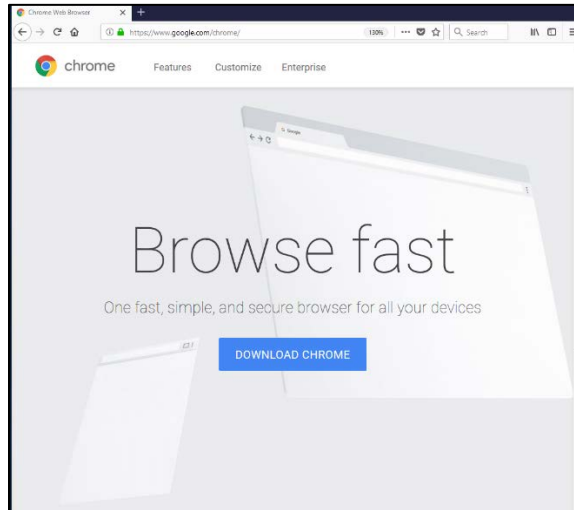 Chrome Web Browser
https://www.google.com/chrome/
130%
Search
chrome
Features
Customize
Enterprise
Google
Browse fast
One fast, simple, and secure browser for all your devices
DOWNLOAD CHROME